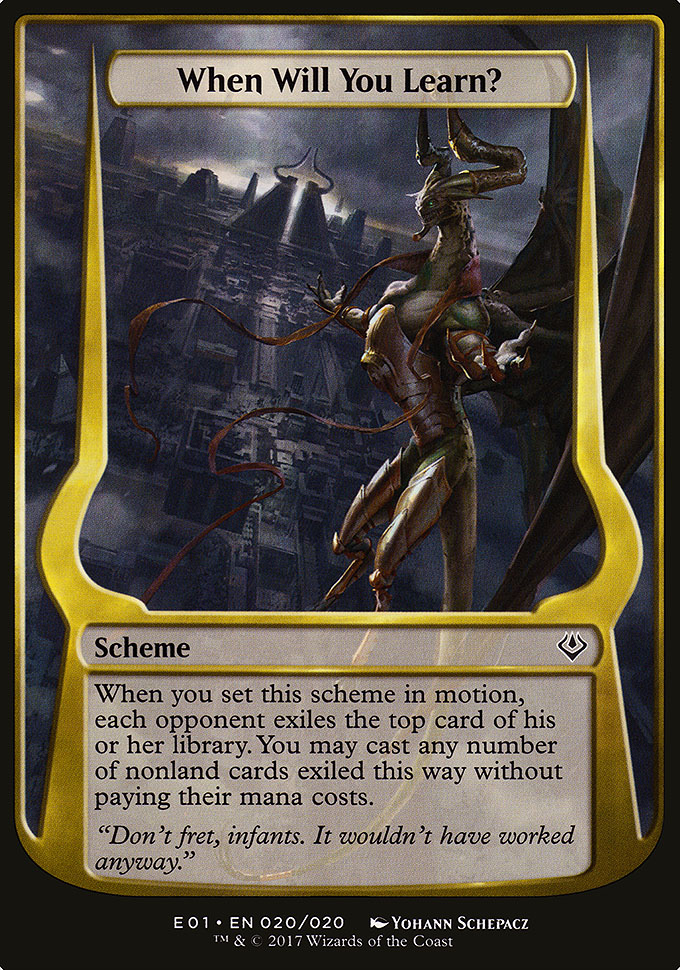 When Will You Learn?
Scheme
When you set this scheme in motion,
each opponent exiles the top card of his
or her library. You may cast any number
of nonland cards exiled this way without
paying their mana costs.
“Don’t fret, infants. It wouldn’t have worked
anyway.”
E01 • EN 020/020 Yohann Schepacz
™ & © 2017 Wizards of the Coast